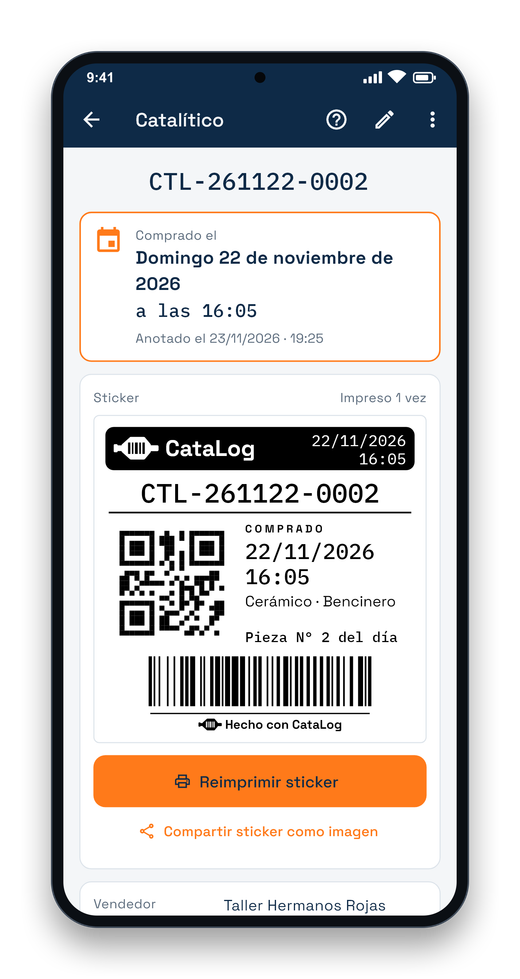 9:41
Catalítico
CTL-261122-0002
Comprado el
Domingo 22 de noviembre de
2026
a las 16:05
Anotado el 23/11/2026 · 19:25
Sticker
Impreso 1 vez
CataLog
22/11/2026
16:05
CTL-261122-0002
COMPRADO
22/11/2026
16:05
Cerámico · Bencinero
Pieza N° 2 del día
Hecho con CataLog
Reimprimir sticker
Compartir sticker como imagen
Vendedor
Taller Hermanos Rojas